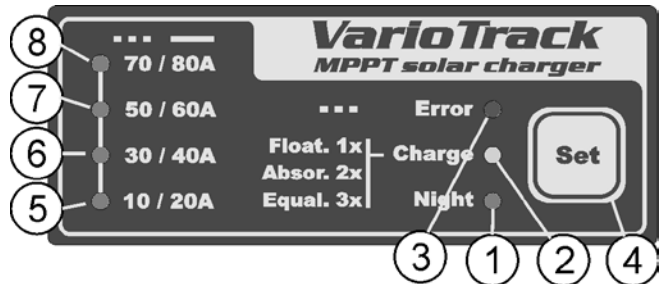 VarioTrack
MPPT solar charger
8
70 / 80A
7
50 / 60A
Error
6
30 / 40A
Float. 1x
Absor. 2x
Equal. 3x
Charge
Set
5
10 / 20A
Night
3
1
2
4